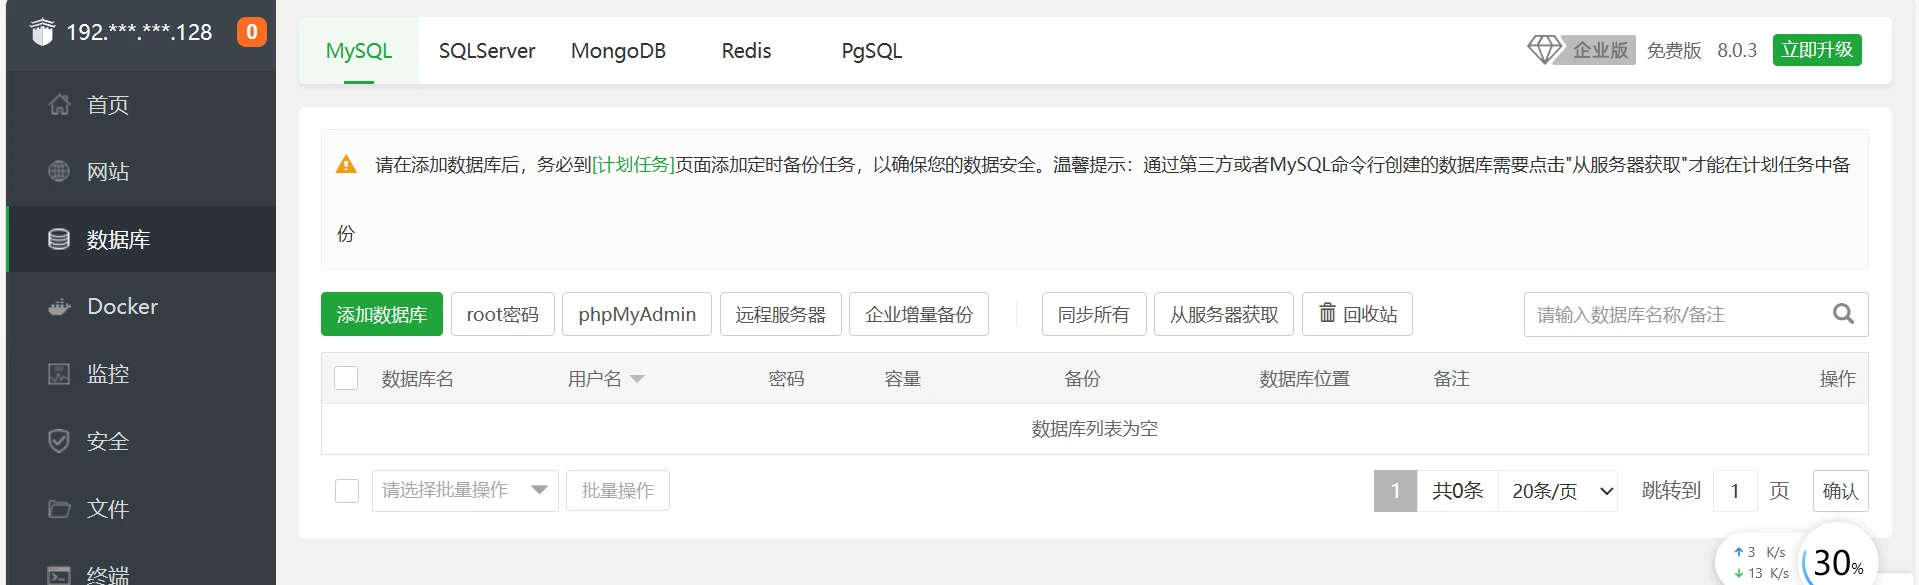 192.***.***.128 0
首页
网站
数据库
Docker
监控
安全
文件
终端
MySQL SQLServer MongoDB Redis PgSQL
企业版 免费版 8.0.3 立即升级
请在添加数据库后，务必到[计划任务]页面添加定时备份任务，以确保您的数据安全。温馨提示：通过第三方或者MySQL命令行创建的数据库需要点击"从服务器获取"才能在计划任务中备
份
添加数据库 root密码 phpMyAdmin 远程服务器 企业增量备份 同步所有 从服务器获取 回收站 请输入数据库名称/备注
数据库名 用户名 密码 容量 备份 数据库位置 备注 操作
数据库列表为空
请选择批量操作 批量操作 1 共0条 20条/页 跳转到 1 页 确认
3 K/s
13 K/s
30%